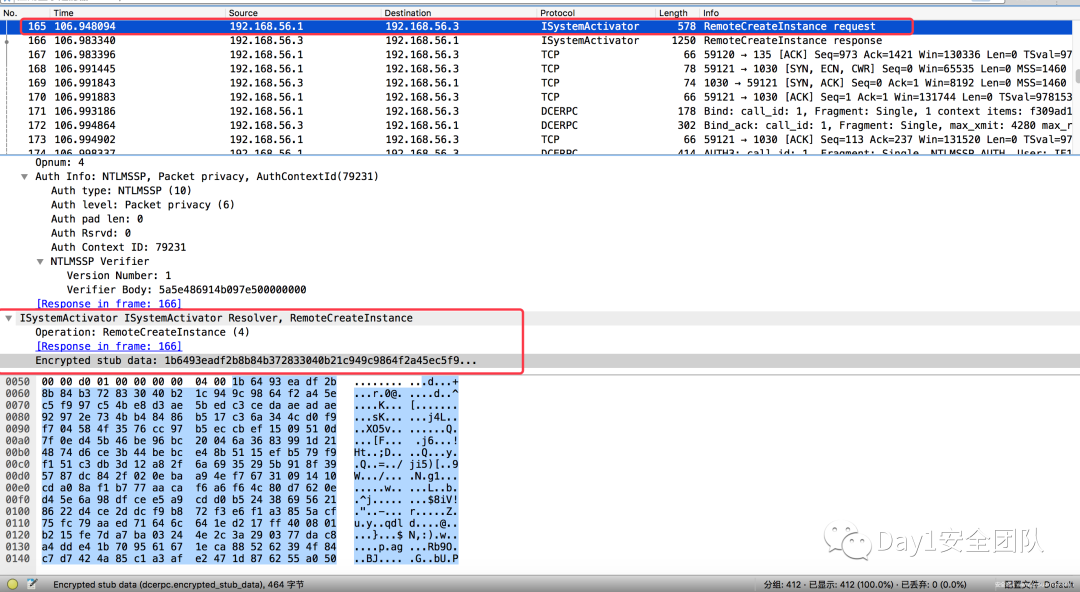 No. Time Source Destination Protocol Length Info
165 106.948094 192.168.56.1 192.168.56.3 ISystemActivator 578 RemoteCreateInstance request
166 106.983340 192.168.56.3 192.168.56.1 ISystemActivator 1250 RemoteCreateInstance response
167 106.983396 192.168.56.1 192.168.56.3 TCP 66 59120 → 135 [ACK] Seq=973 Ack=1421 Win=130336 Len=0 TSval=97
168 106.991445 192.168.56.1 192.168.56.3 TCP 78 59121 → 1030 [SYN, ECN, CWR] Seq=0 Win=65535 Len=0 MSS=1460
169 106.991843 192.168.56.3 192.168.56.1 TCP 74 1030 → 59121 [SYN, ACK] Seq=0 Ack=1 Win=8192 Len=0 MSS=1460
170 106.991883 192.168.56.1 192.168.56.3 TCP 66 59121 → 1030 [ACK] Seq=1 Ack=1 Win=131744 Len=0 TSval=978153
171 106.993186 192.168.56.1 192.168.56.3 DCERPC 178 Bind: call_id: 1, Fragment: Single, 1 context items: f309ad1
172 106.994864 192.168.56.3 192.168.56.1 DCERPC 302 Bind_ack: call_id: 1, Fragment: Single, max_xmit: 4280 max_r
173 106.994902 192.168.56.1 192.168.56.3 TCP 66 59121 → 1030 [ACK] Seq=113 Ack=237 Win=131520 Len=0 TSval=97
174 106.998337 192.168.56.1 192.168.56.3 DCERPC 414 AUTH3: call_id: 1, Fragment: Single, NTLMSSP_AUTH, User: IE1
Opnum: 4
Auth Info: NTLMSSP, Packet privacy, AuthContextId(79231)
Auth type: NTLMSSP (10)
Auth level: Packet privacy (6)
Auth pad len: 0
Auth Rsrvd: 0
Auth Context ID: 79231
NTLMSSP Verifier
Version Number: 1
Verifier Body: 5a5e486914b097e500000000
[Response in frame: 166]
ISystemActivator ISystemActivator Resolver, RemoteCreateInstance
Operation: RemoteCreateInstance (4)
[Response in frame: 166]
Encrypted stub data: 1b6493eadf2b8b84b372833040b21c949c9864f2a45ec5f9...
0050 00 00 d0 01 00 00 00 00 04 00 1b 64 93 ea df 2b ........ ...d...+
0060 8b 84 b3 72 83 30 40 b2 1c 94 9c 98 64 f2 a4 5e ...r.0@. ....d..^
0070 c5 f9 97 c5 4b e8 d3 ae 5b ed c3 ce da ae ad ae ....K... [.......
0080 92 97 2e 73 4b b4 84 86 b5 17 c3 6a 34 4c d0 f9 ...sK... ...j4L..
0090 f7 04 58 4f 35 76 cc 97 b5 ec cb ef 15 09 51 0d ..XO5v.. ......Q.
00a0 7f 0e d4 5b 46 be 96 bc 20 04 6a 36 83 99 1d 21 ...[F... .j6...!
00b0 48 74 d6 ce 3b 44 be bc e4 8b 51 15 ef b5 79 f9 Ht..;D.. ..Q...y.
00c0 f1 51 c3 db 3d 12 a8 2f 6a 69 35 29 5b 91 8f 39 .Q..=../ ji5)[..9
00d0 57 87 dc 84 2f 02 0e ba a9 4e f7 67 31 09 14 10 W.../... .N.g1...
00e0 cd a0 8a f1 b7 77 aa ca f6 a6 f4 6c 80 d7 62 0e .....w.. ...L..b.
00f0 d4 5e 6a 98 df ce e5 a9 cd d0 b5 24 38 69 56 21 .^j..... ...$8iV!
0100 86 22 d4 ce 2d dc f9 b8 72 f3 e6 f1 a3 85 5a cf ."..-... r.....Z.
0110 75 fc 79 aa ed 71 64 6c 64 1e d2 17 ff 40 08 01 u.y..qdl d....@..
0120 b2 15 fe 7d a7 ba 03 24 4e 2c 3a 29 03 77 da c8 ...}...$ N,:).w..
0130 a4 dd e4 1b 70 95 61 67 1e ca 88 52 62 39 4f 84 ....p.ag ...Rb9O.
0140 c7 d7 42 4a 85 c1 a3 af e2 47 1d 87 62 55 a0 50 ..BJ.... .G..bU.P
Day1安全团队
Encrypted stub data (dcerpc.encrypted_stub_data), 464 字节
分组: 412 · 已显示: 412 (100.0%) · 已丢弃: 0 (0.0%)
配置文件: Default